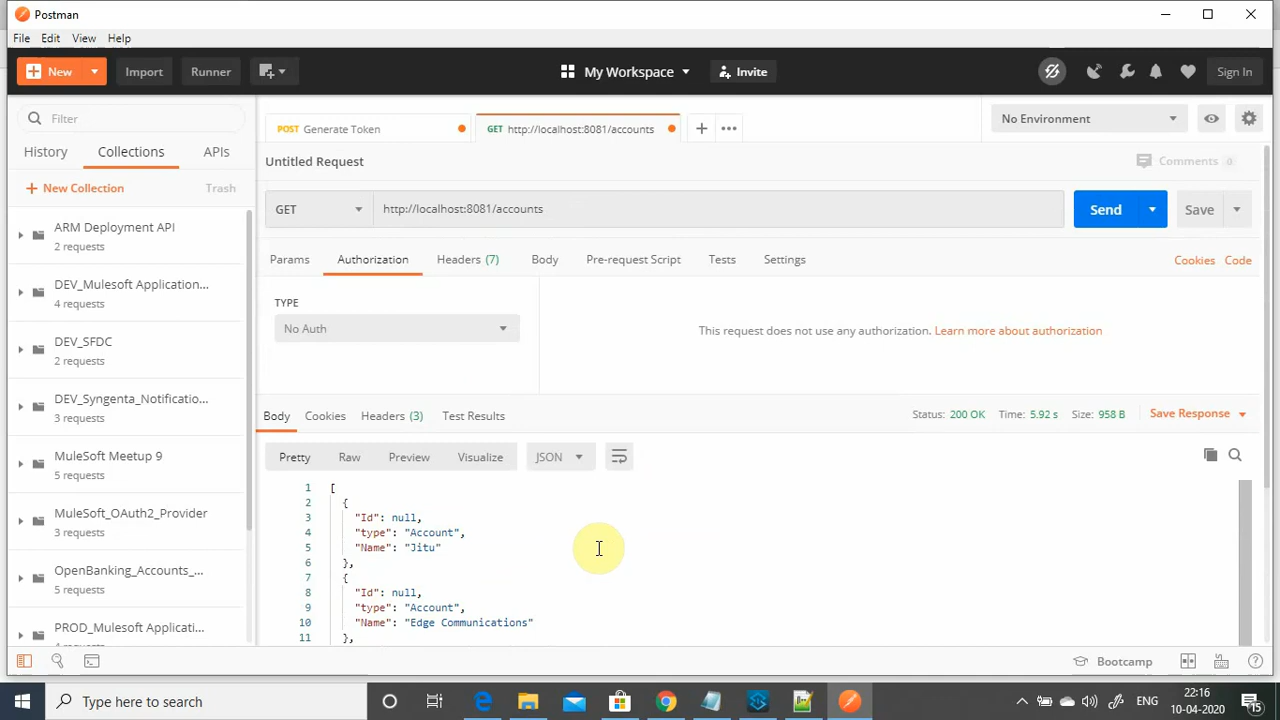 Postman
File Edit View Help
New Import Runner My Workspace Invite Sign In
Filter
History Collections APIs
New Collection Trash
ARM Deployment API
2 requests
DEV_Mulesoft Application...
4 requests
DEV_SFDC
2 requests
DEV_Syngenta_Notificatio...
3 requests
MuleSoft Meetup 9
5 requests
MuleSoft_OAuth2_Provider
3 requests
OpenBanking_Accounts_...
5 requests
PROD_Mulesoft Applicati...
POST Generate Token GET http://localhost:8081/accounts
No Environment
Untitled Request
Comments 0
GET http://localhost:8081/accounts Send Save
Params Authorization Headers (7) Body Pre-request Script Tests Settings Cookies Code
TYPE
No Auth
This request does not use any authorization. Learn more about authorization
Body Cookies Headers (3) Test Results Status: 200 OK Time: 5.92 s Size: 958 B Save Response
Pretty Raw Preview Visualize JSON
1 [
2 {
3 "Id": null,
4 "type": "Account",
5 "Name": "Jitu"
6 },
7 {
8 "Id": null,
9 "type": "Account",
10 "Name": "Edge Communications"
11 },
Bootcamp
Type here to search
ENG
22:16
10-04-2020
15